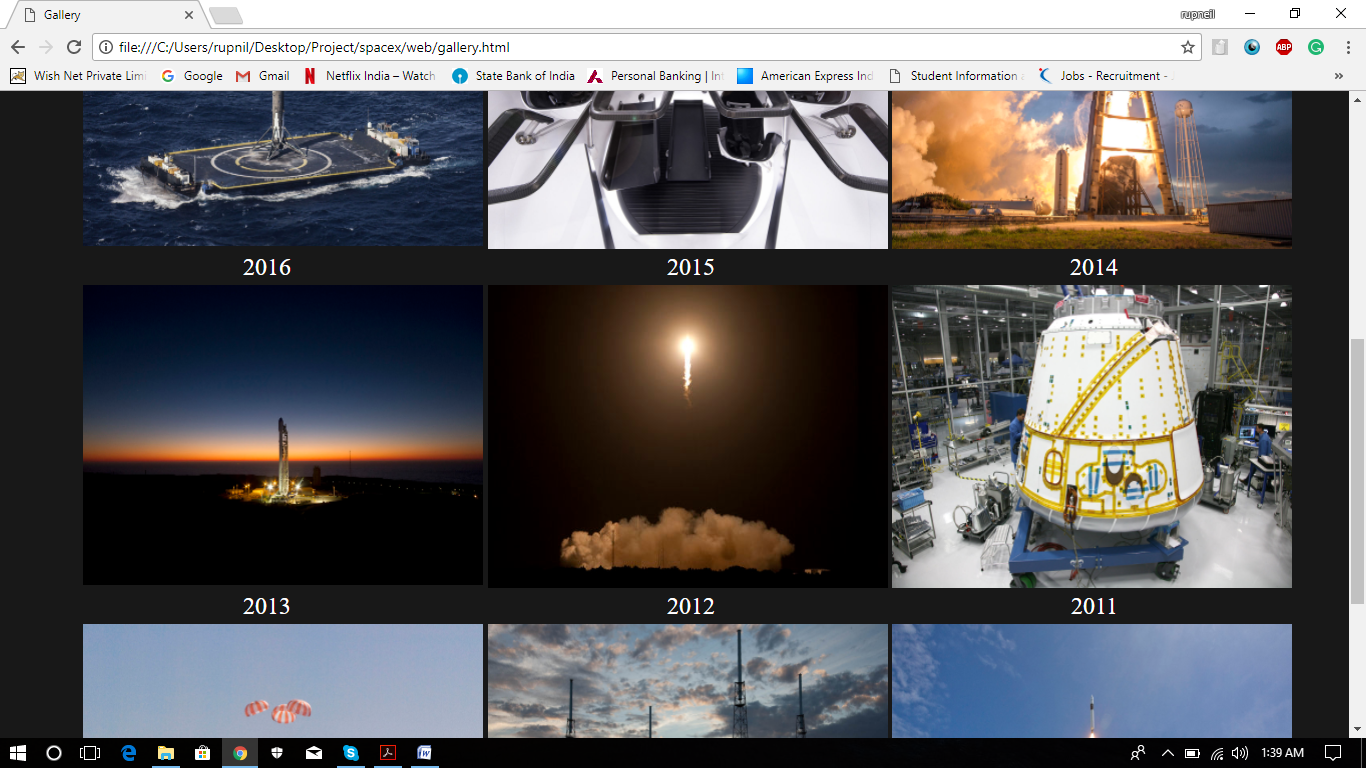 Gallery
rupneil
file:///C:/Users/rupnil/Desktop/Project/spacex/web/gallery.html
ABP
Wish Net Private Limi Google Gmail Netflix India – Watch State Bank of India Personal Banking | Int American Express Ind Student Information a Jobs - Recruitment -
2016 2015 2014
2013 2012 2011
1:39 AM